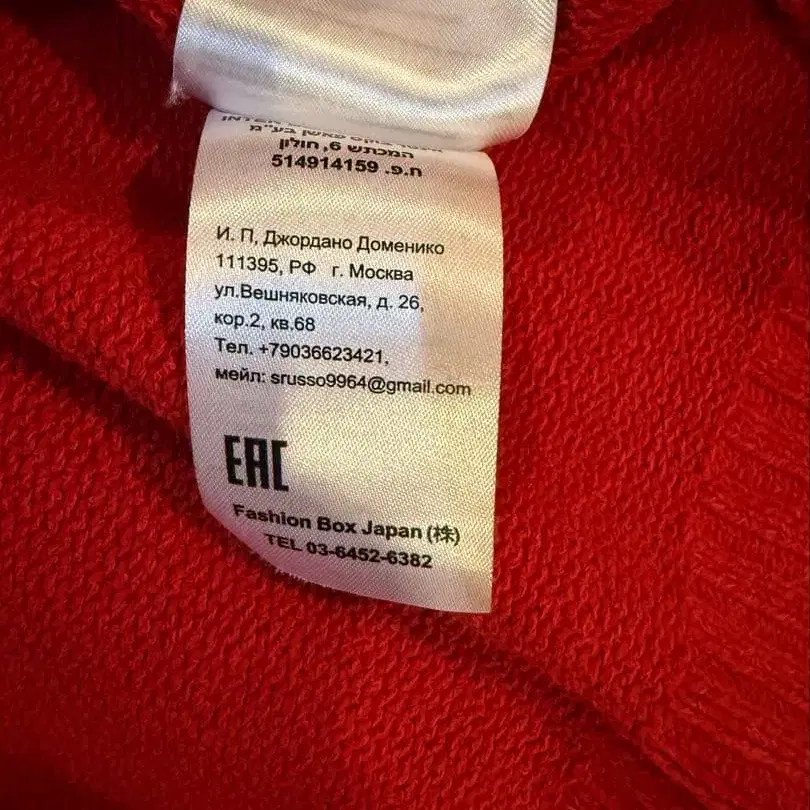 המכתש 6, חולון
ח.פ. 514914159
И. П, Джордано Доменико
111395, РФ г. Москва
ул.Вешняковская, д. 26,
кор.2, кв.68
Тел. +79036623421,
мейл: srusso9964@gmail.com
EAC
Fashion Box Japan (株)
TEL 03-6452-6382